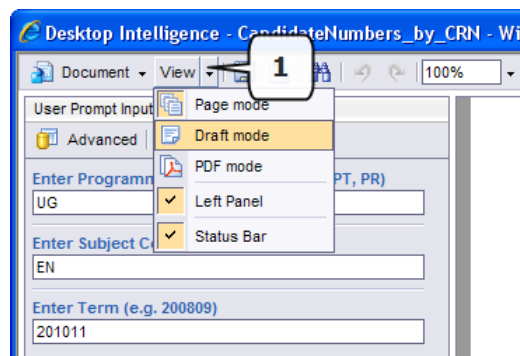 Desktop Intelligence - CandidateNumbers_by_CRN - Wi
Document View 1 100%
User Prompt Input
Page mode
Advanced
Draft mode
PDF mode
Enter Programm PT, PR)
UG
Left Panel
Status Bar
Enter Subject Co
EN
Enter Term (e.g. 200809)
201011